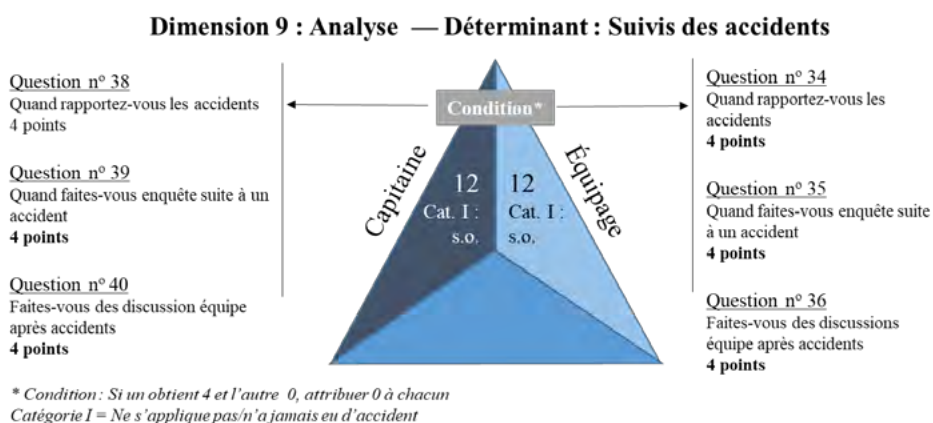 Dimension 9 : Analyse — Déterminant : Suivis des accidents
Question nº 38
Quand rapportez-vous les accidents
4 points
Question nº 39
Quand faites-vous enquête suite à un
accident
4 points
Question nº 40
Faites-vous des discussion équipe
après accidents
4 points
Condition*
Capitaine
12
Cat. I :
s.o.
Équipage
12
Cat. I :
s.o.
Question nº 34
Quand rapportez-vous les
accidents
4 points
Question nº 35
Quand faites-vous enquête suite
à un accident
4 points
Question nº 36
Faites-vous des discussions
équipe après accidents
4 points
* Condition : Si un obtient 4 et l'autre 0, attribuer 0 à chacun
Catégorie I = Ne s'applique pas/n'a jamais eu d'accident